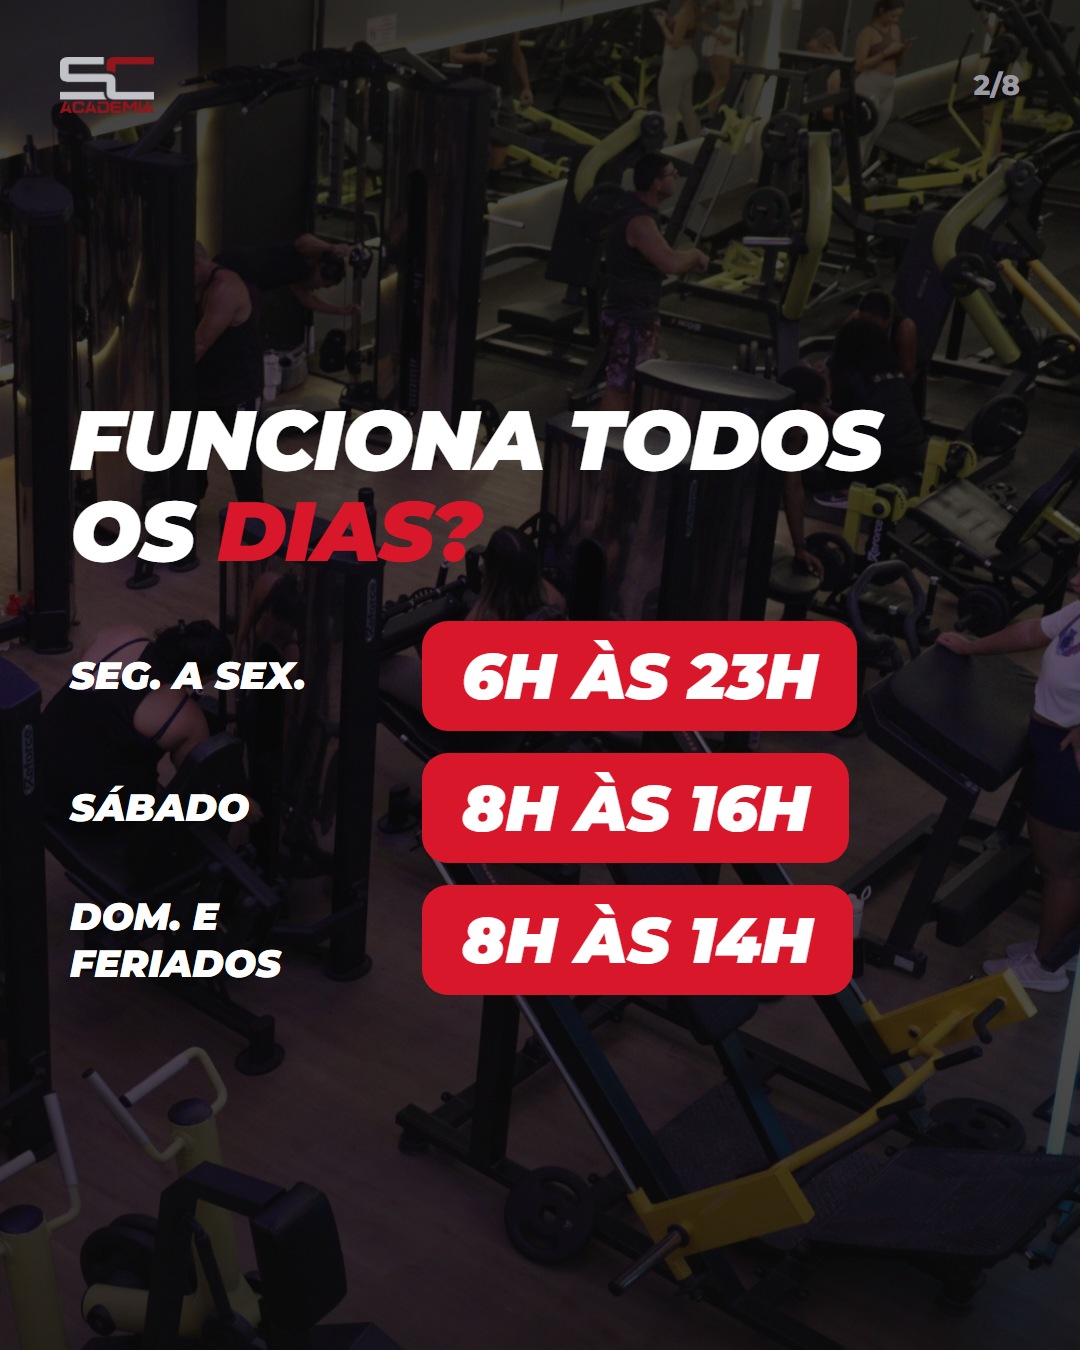 SC
ACADEMIA
2/8
FUNCIONA TODOS
OS DIAS?
SEG. A SEX.
6H ÀS 23H
SÁBADO
8H ÀS 16H
DOM. E
FERIADOS
8H ÀS 14H